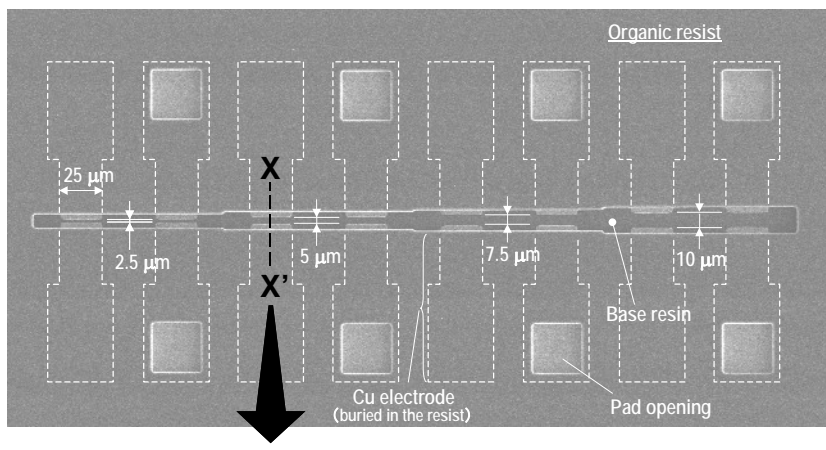 Organic resist
25 μm
X
2.5 μm
5 μm
7.5 μm
10 μm
X'
Base resin
Cu electrode
(buried in the resist)
Pad opening